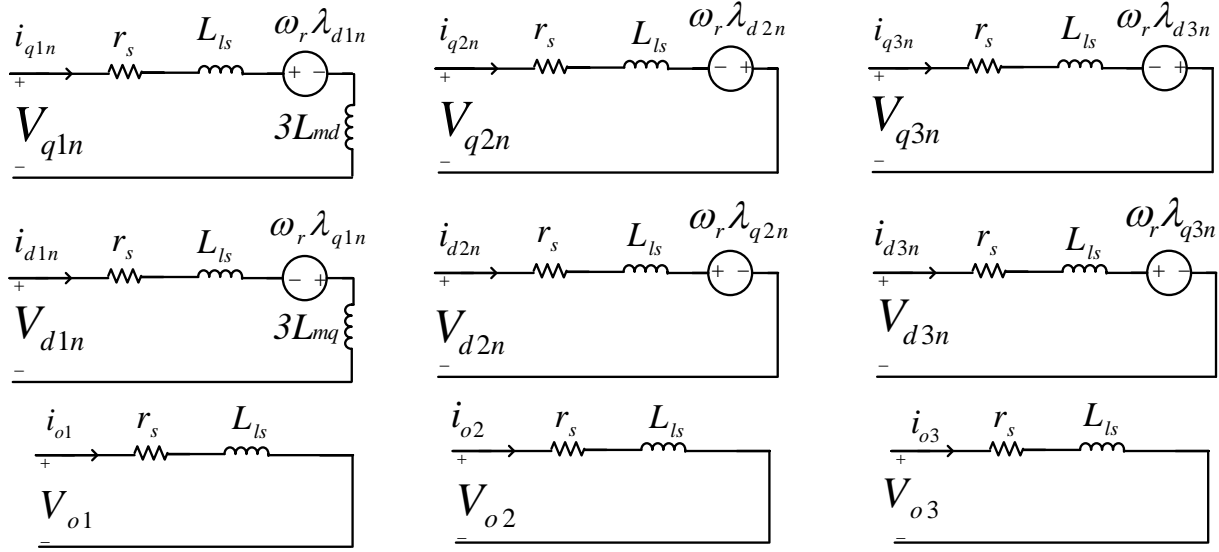 i_{q1n} r_s L_{ls} ω_r λ_{d1n}
+ + −
V_{q1n} 3L_{md}
−
i_{q2n} r_s L_{ls} ω_r λ_{d2n}
+ − +
V_{q2n}
−
i_{q3n} r_s L_{ls} ω_r λ_{d3n}
+ − +
V_{q3n}
−
i_{d1n} r_s L_{ls} ω_r λ_{q1n}
+ − +
V_{d1n} 3L_{mq}
−
i_{d2n} r_s L_{ls} ω_r λ_{q2n}
+ + −
V_{d2n}
−
i_{d3n} r_s L_{ls} ω_r λ_{q3n}
+ + −
V_{d3n}
−
i_{o1} r_s L_{ls}
+
V_{o1}
−
i_{o2} r_s L_{ls}
+
V_{o2}
−
i_{o3} r_s L_{ls}
+
V_{o3}
−